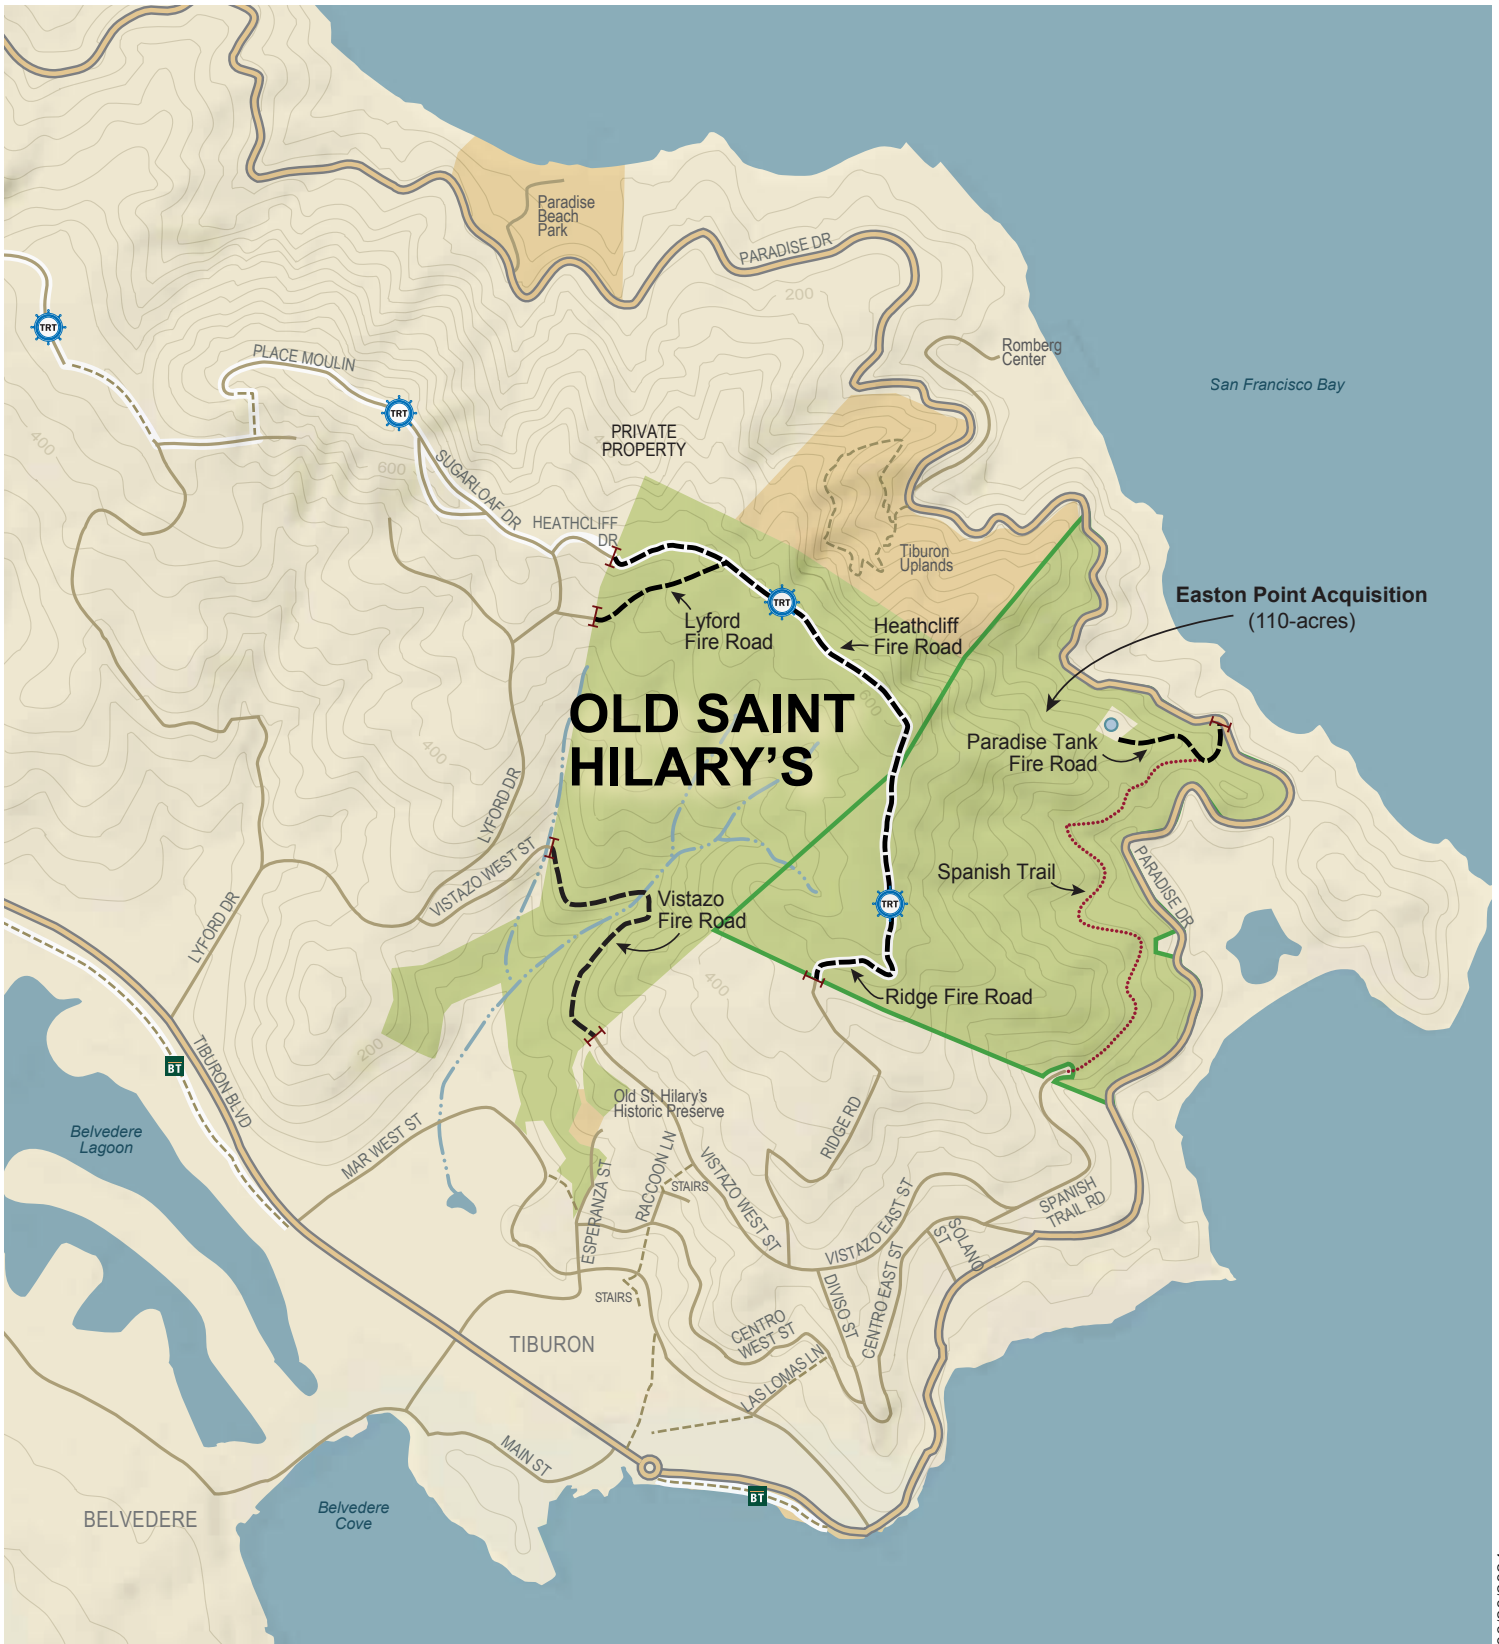 Paradise
Beach
Park
PARADISE DR
200
TRT
PLACE MOULIN
Romberg
Center
San Francisco Bay
TRT
400
PRIVATE
PROPERTY
600
SUGARLOAF DR
HEATHCLIFF
DR
Tiburon
Uplands
TRT
Easton Point Acquisition
(110-acres)
Lyford
Fire Road
Heathcliff
Fire Road
600
OLD SAINT
HILARY'S
400
Paradise Tank
Fire Road
LYFORD DR
VISTAZO WEST ST
PARADISE DR
Spanish Trail
LYFORD DR
Vistazo
Fire Road
TRT
400
Ridge Fire Road
200
BT
TIBURON BLVD
Old St. Hilary's
Historic Preserve
Belvedere
Lagoon
MAR WEST ST
RIDGE RD
RACCOON LN
VISTAZO WEST ST
STAIRS
ESPERANZA ST
SPANISH
TRAIL RD
VISTAZO EAST ST
SOLANO
ST
CENTRO EAST ST
DIVISO ST
STAIRS
TIBURON
CENTRO
WEST ST
LAS LOMAS LN
MAIN ST
BT
BELVEDERE
Belvedere
Cove